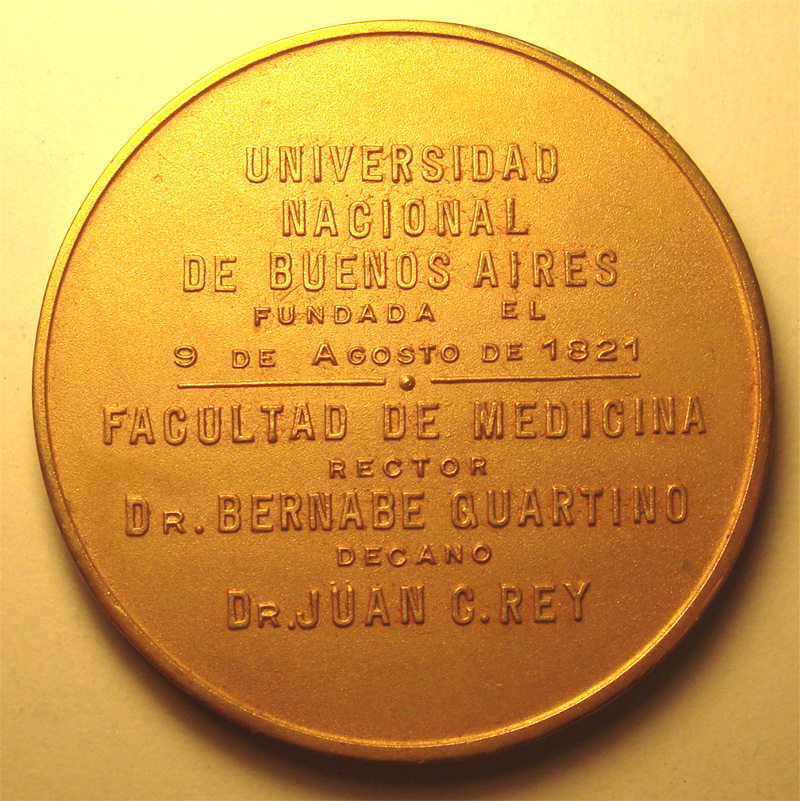 UNIVERSIDAD
NACIONAL
DE BUENOS AIRES
FUNDADA EL
9 DE AGOSTO DE 1821
FACULTAD DE MEDICINA
RECTOR
DR. BERNABE QUARTINO
DECANO
DR. JUAN C. REY